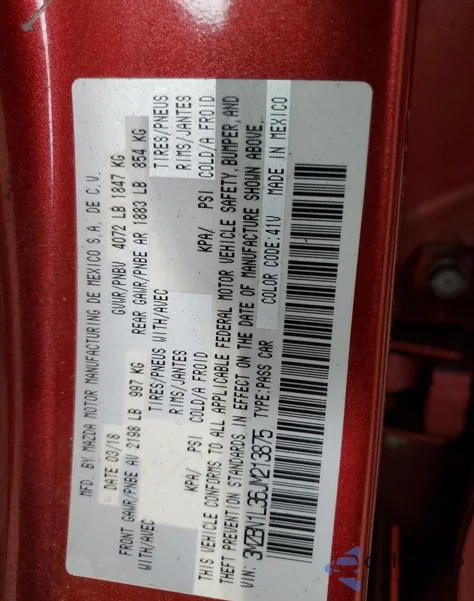 MFD. BY MAZDA MOTOR MANUFACTURING DE MEXICO S.A. DE C.V.
DATE 03/18 GVWR/PNBV 4072 LB 1847 KG
FRONT GAWR/PNBE AV 2198 LB 997 KG REAR GAWR/PNBE AR 1883 LB 854 KG
WITH/AVEC TIRES/PNEUS WITH/AVEC TIRES/PNEUS
RIMS/JANTES RIMS/JANTES
KPA/ PSI COLD/A FROID KPA/ PSI COLD/A FROID
THIS VEHICLE CONFORMS TO ALL APPLICABLE FEDERAL MOTOR VEHICLE SAFETY, BUMPER, AND
THEFT PREVENTION STANDARDS IN EFFECT ON THE DATE OF MANUFACTURE SHOWN ABOVE.
VIN: 3MZBN1L36JM213875 TYPE:PASS CAR COLOR CODE:41V MADE IN MEXICO